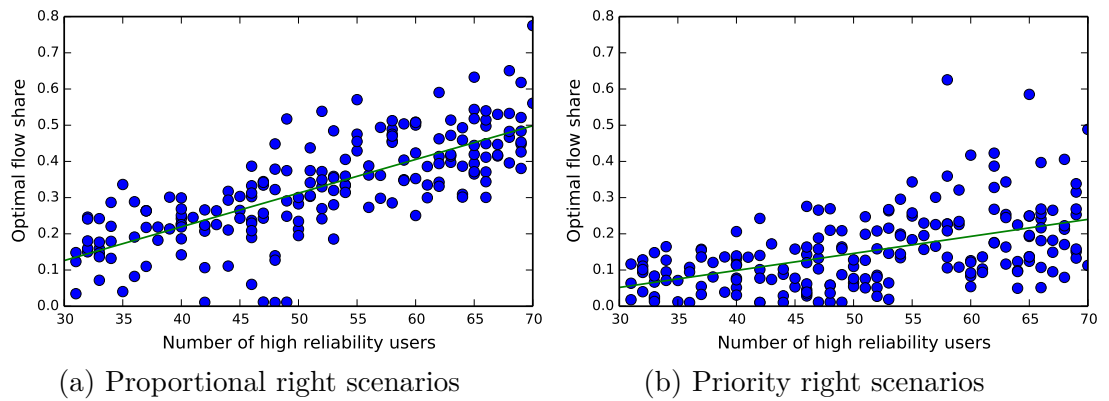 0.8
0.7
0.6
0.5
0.4
0.3
0.2
0.1
0.0
Optimal flow share
30 35 40 45 50 55 60 65 70
Number of high reliability users
(a) Proportional right scenarios
0.8
0.7
0.6
0.5
0.4
0.3
0.2
0.1
0.0
Optimal flow share
30 35 40 45 50 55 60 65 70
Number of high reliability users
(b) Priority right scenarios